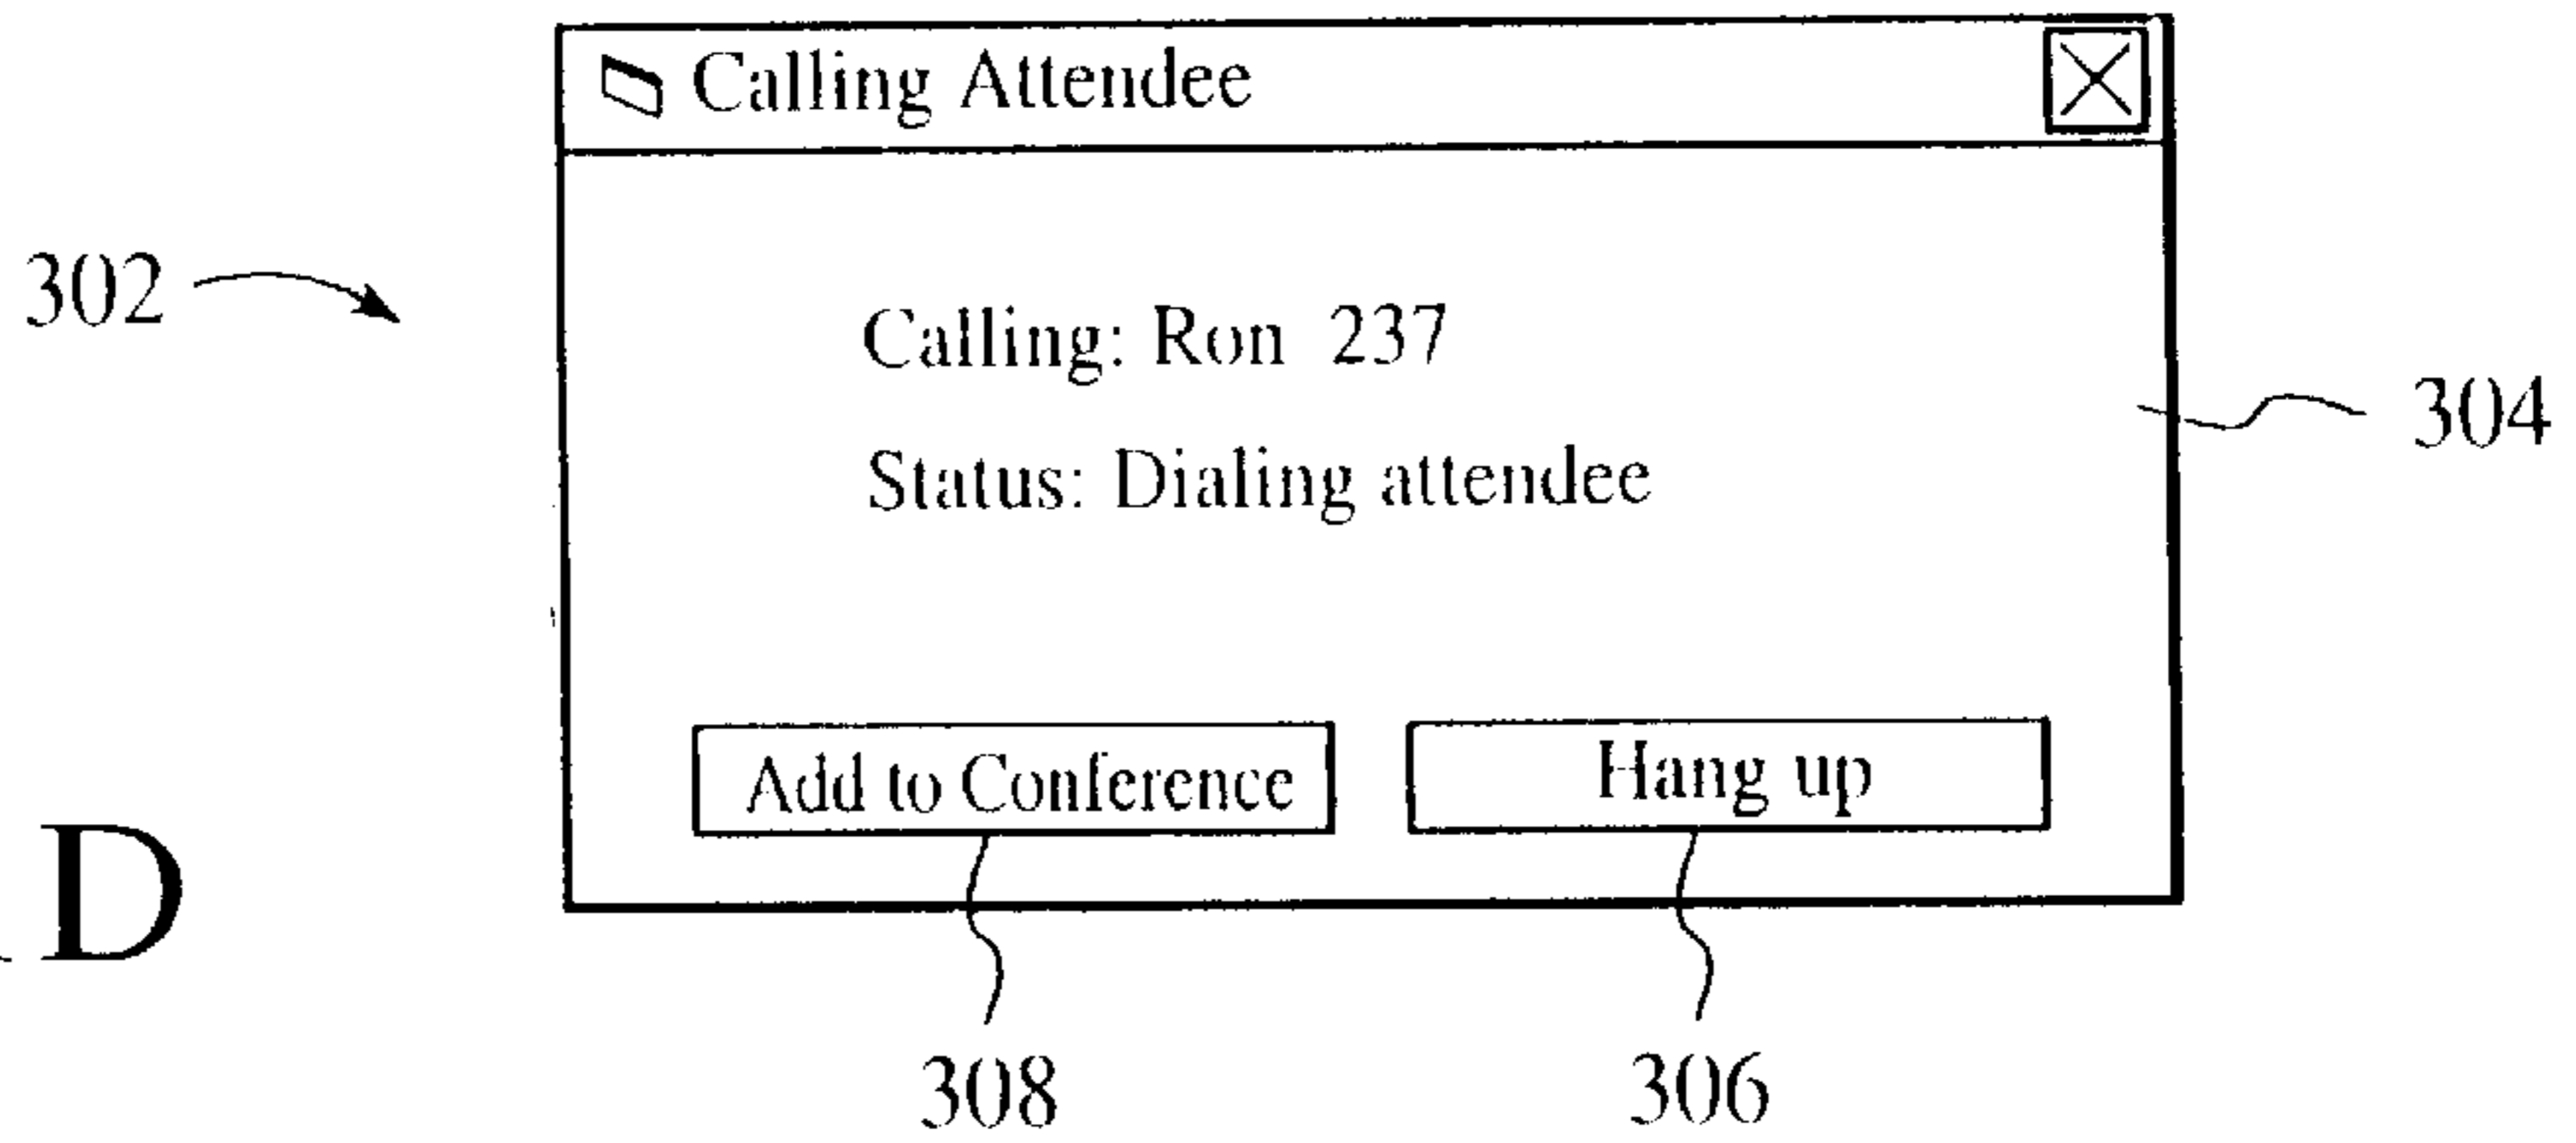 Calling Attendee
302
Calling: Ron 237
304
Status: Dialing attendee
Add to Conference
Hang up
D
308
306